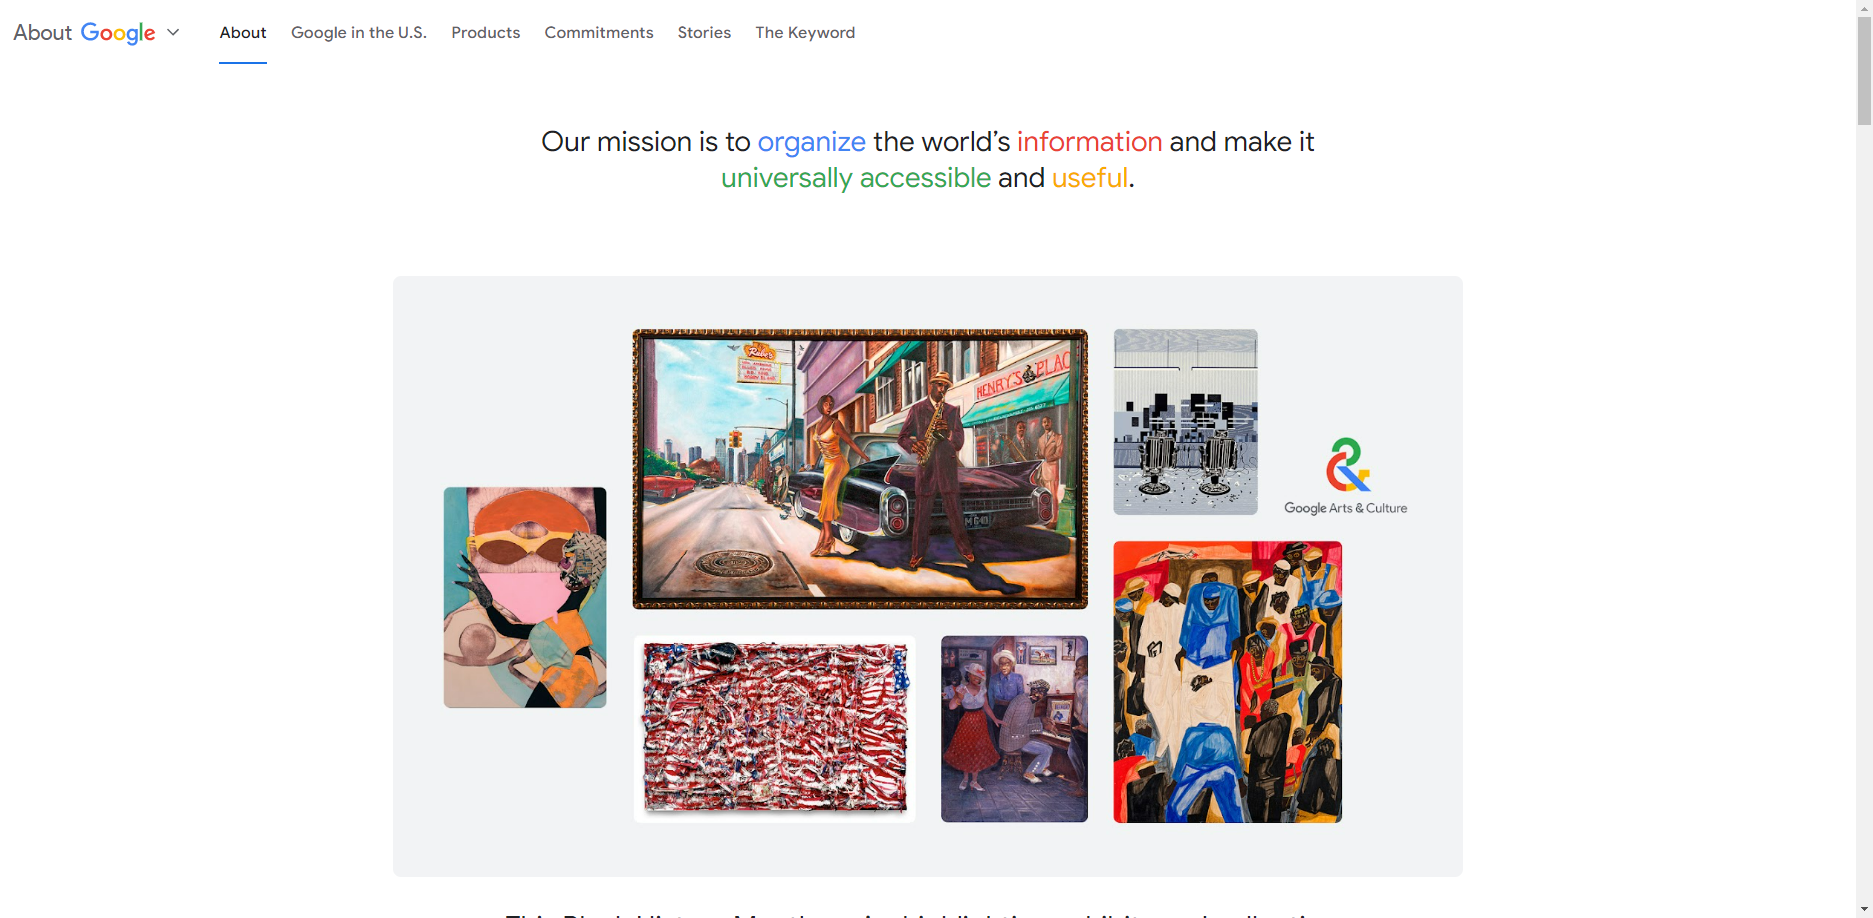 About Google
About
Google in the U.S.
Products
Commitments
Stories
The Keyword
Our mission is to organize the world’s information and make it
universally accessible and useful.
Ruby's
HENRY'S PLAC
Google Arts & Culture